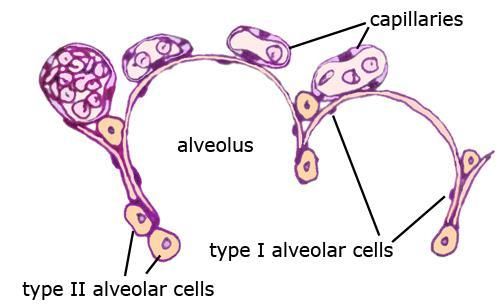 capillaries
alveolus
type I alveolar cells
type II alveolar cells